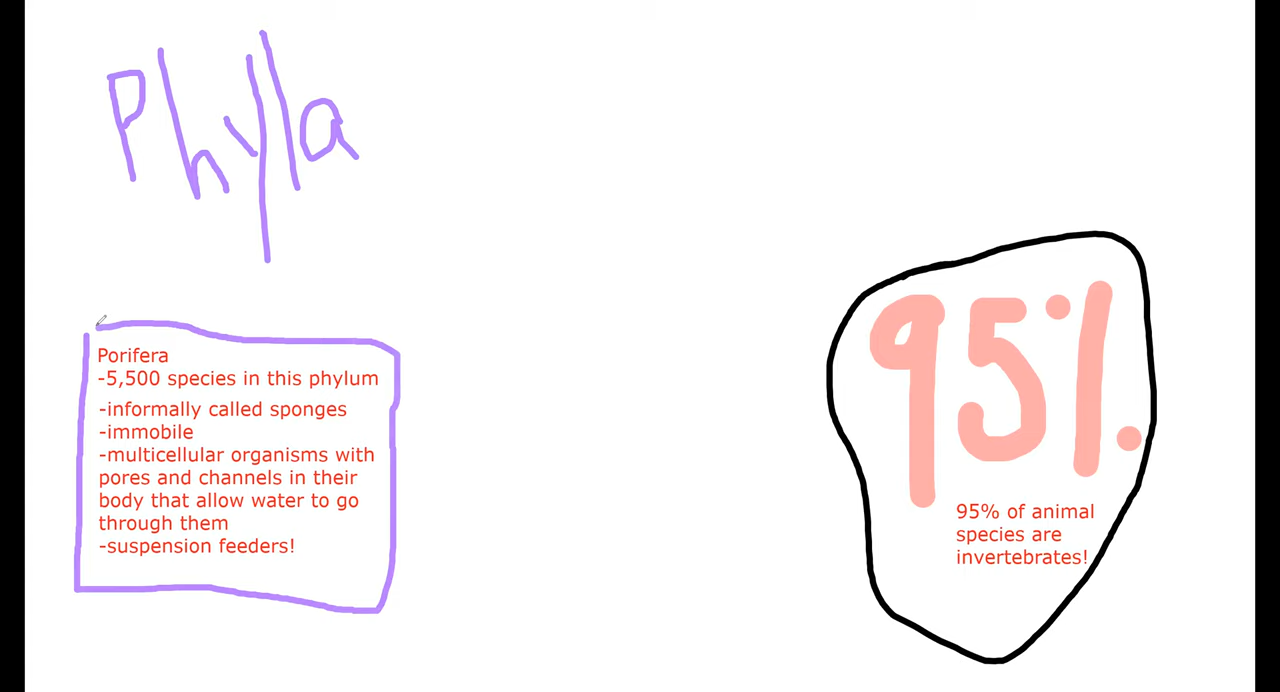 Phyla
Porifera
-5,500 species in this phylum
-informally called sponges
-immobile
-multicellular organisms with
pores and channels in their
body that allow water to go
through them
-suspension feeders!
95%
95% of animal
species are
invertebrates!